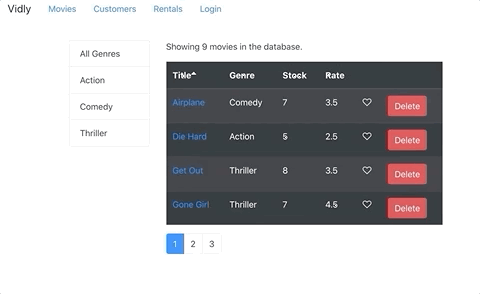 Vidly Movies Customers Rentals Login
All Genres
Action
Comedy
Thriller
Showing 9 movies in the database.
Title Genre Stock Rate
Airplane Comedy 7 3.5 Delete
Die Hard Action 5 2.5 Delete
Get Out Thriller 8 3.5 Delete
Gone Girl Thriller 7 4.5 Delete
1 2 3